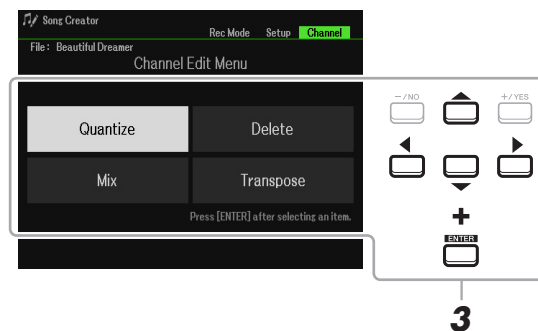 Song Creator
Rec Mode Setup Channel
File: Beautiful Dreamer
Channel Edit Menu
Quantize Delete
Mix Transpose
Press [ENTER] after selecting an item.
－/NO +/YES
+
ENTER
3